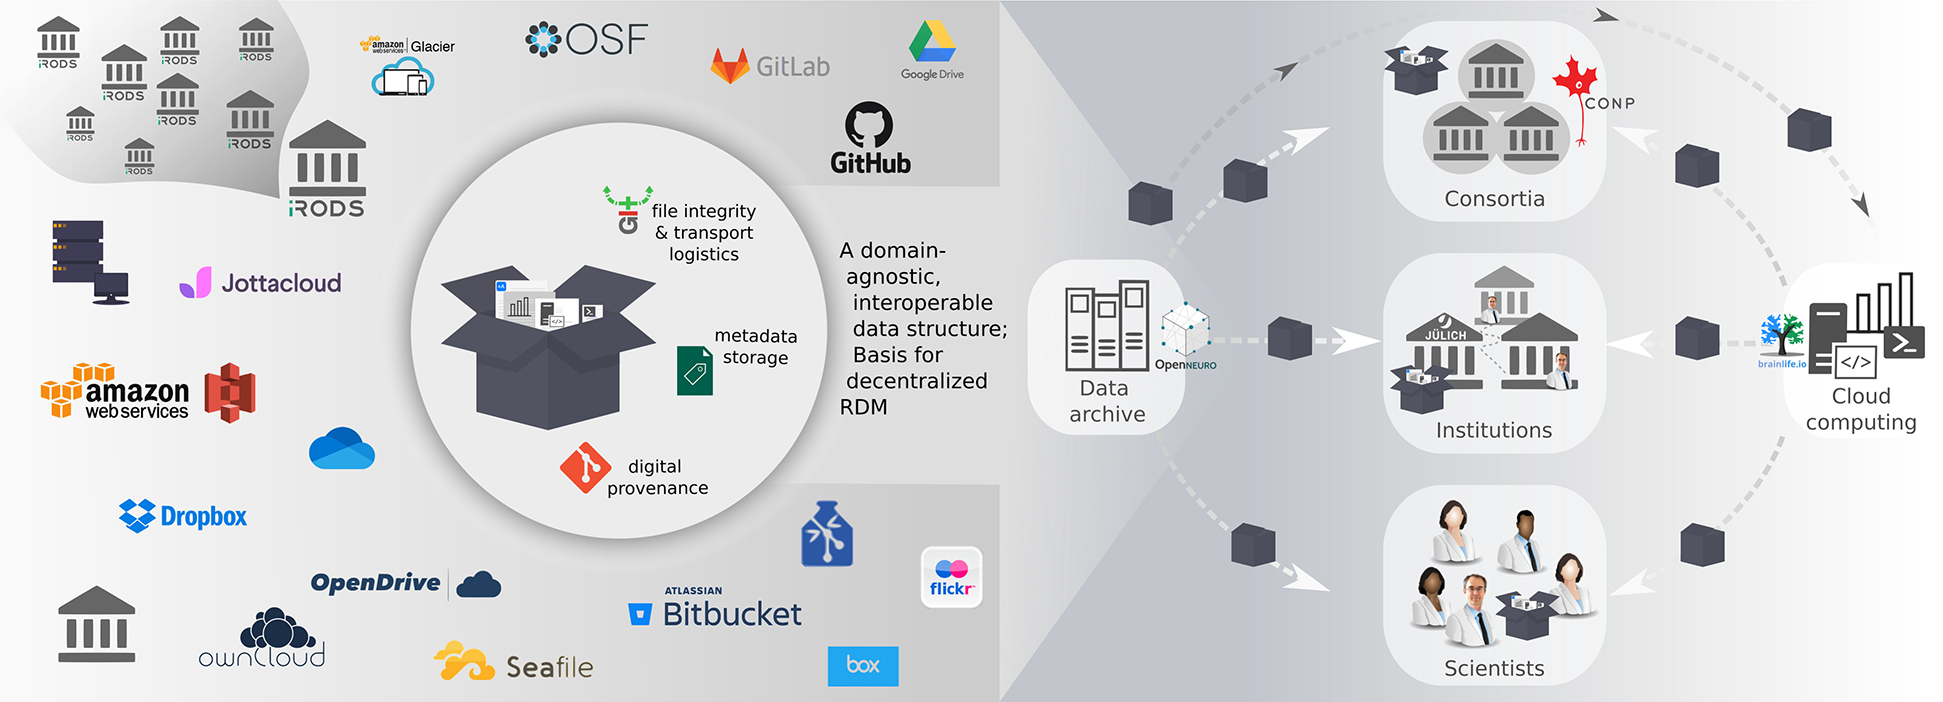 iRODS
iRODS
iRODS
iRODS
iRODS
iRODS
iRODS
iRODS
iRODS
amazon
web services
Glacier
OSF
GitLab
Google Drive
GitHub
Jottacloud
amazon
web services
Dropbox
OpenDrive
ownCloud
Seafile
ATLASSIAN
Bitbucket
flickr
box
Git
file integrity
& transport
logistics
metadata
storage
digital
provenance
A domain-
agnostic,
interoperable
data structure;
Basis for
decentralized
RDM
OpenNEURO
Data
archive
CONP
Consortia
JÜLICH
Institutions
Scientists
brainlife.io
</>
Cloud
computing